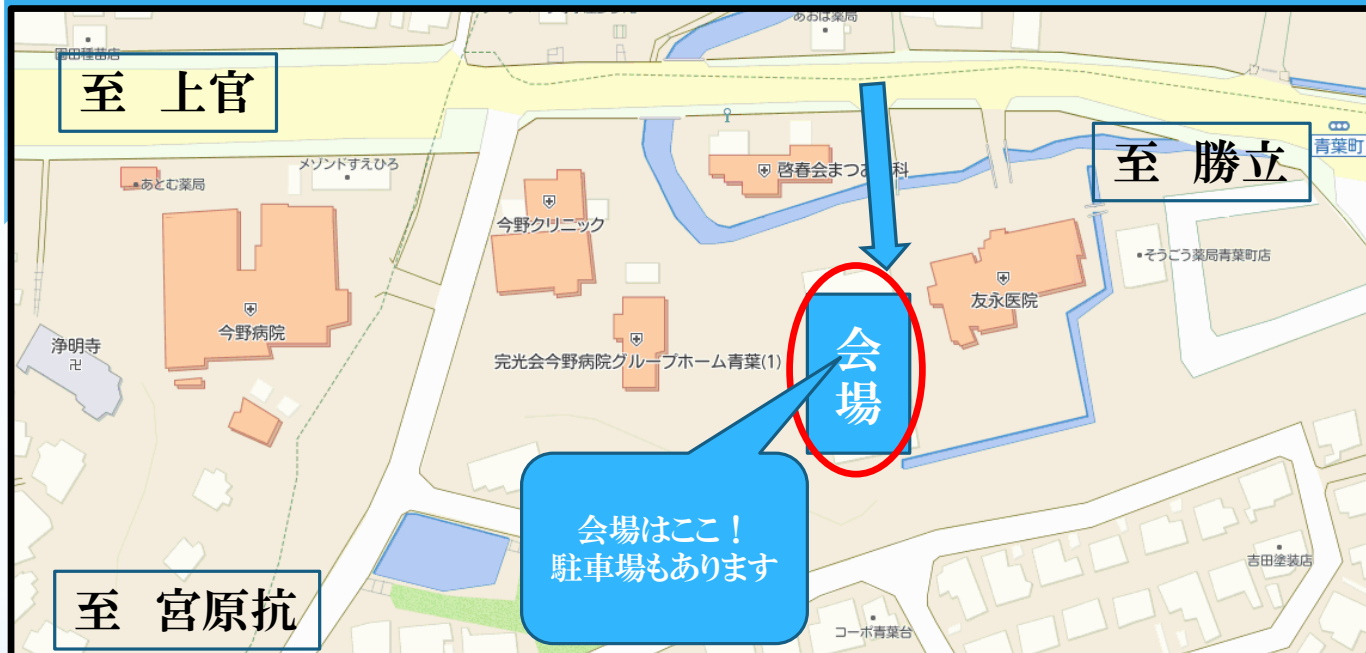 あおば薬局
園田種苗店
至 上官
青葉町
至 勝立
メゾンドすえひろ
あとむ薬局
啓春会まつお
科
今野クリニック
そうごう薬局青葉町店
友永医院
今野病院
浄明寺
完光会今野病院グループホーム青葉(1)
会
場
会場はここ！
駐車場もあります
吉田塗装店
至 宮原抗
コーポ青葉台